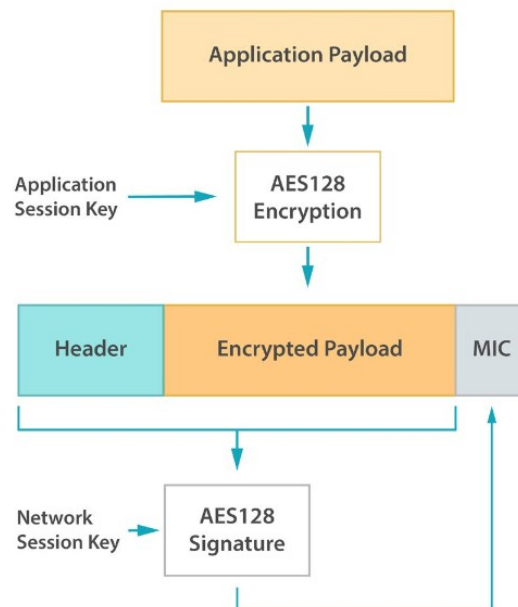 Application Payload
Application
Session Key
AES128
Encryption
Header
Encrypted Payload
MIC
Network
Session Key
AES128
Signature